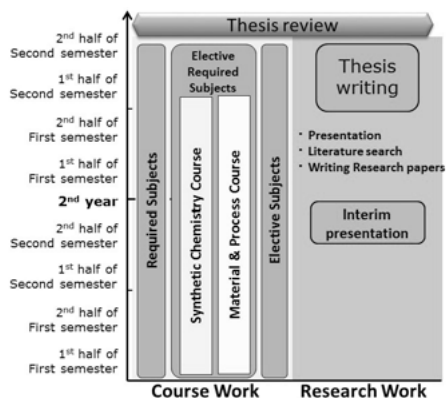 Thesis review
2nd half of
Second semester
1st half of
Second semester
2nd half of
First semester
1st half of
First semester
2nd year
2nd half of
Second semester
1st half of
Second semester
2nd half of
First semester
1st half of
First semester
Required Subjects
Elective
Required
Subjects
Synthetic Chemistry Course
Material & Process Course
Elective Subjects
Thesis
writing
・ Presentation
・ Literature search
・ Writing Research papers
Interim
presentation
Course Work
Research Work